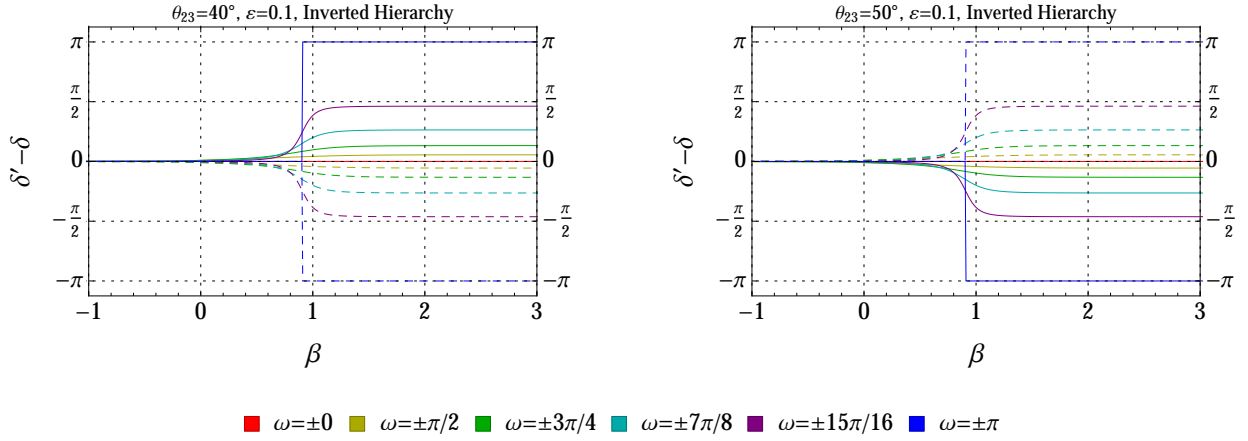 θ₂₃=40°, ε=0.1, Inverted Hierarchy
π π
π/2 π/2
0 0
−π/2 −π/2
−π −π
δ′−δ
−1 0 1 2 3
β
θ₂₃=50°, ε=0.1, Inverted Hierarchy
π π
π/2 π/2
0 0
−π/2 −π/2
−π −π
δ′−δ
−1 0 1 2 3
β
ω=±0 ω=±π/2 ω=±3π/4 ω=±7π/8 ω=±15π/16 ω=±π